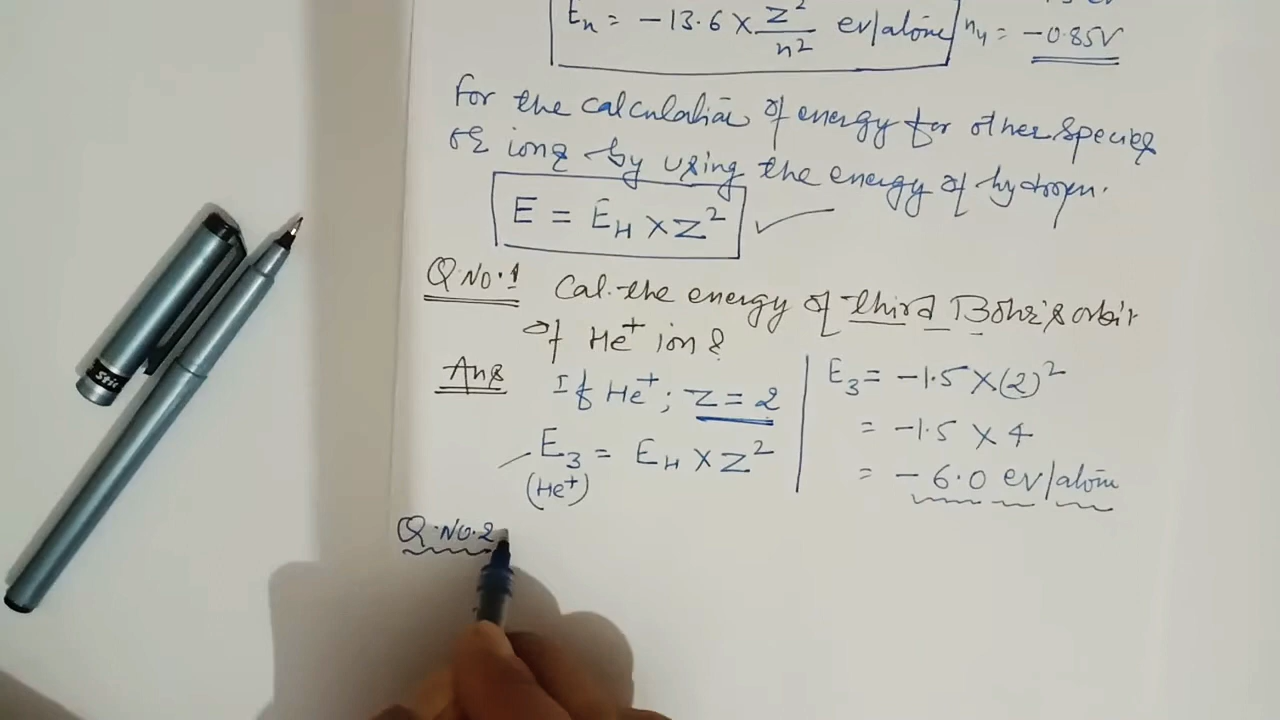 En = -13.6 × Z² / n² ev/atom
n4 = -0.85V
For the calculation of energy for other species
or ions by using the energy of hydrogen.
E = EH × Z²
Q.No.1 Cal. the energy of third Bohr's orbit
of He+ ion?
Ans If He+; Z = 2
E3 = EH × Z²
(He+)
E3 = -1.5 × (2)²
= -1.5 × 4
= -6.0 ev/atom
Q.No.2